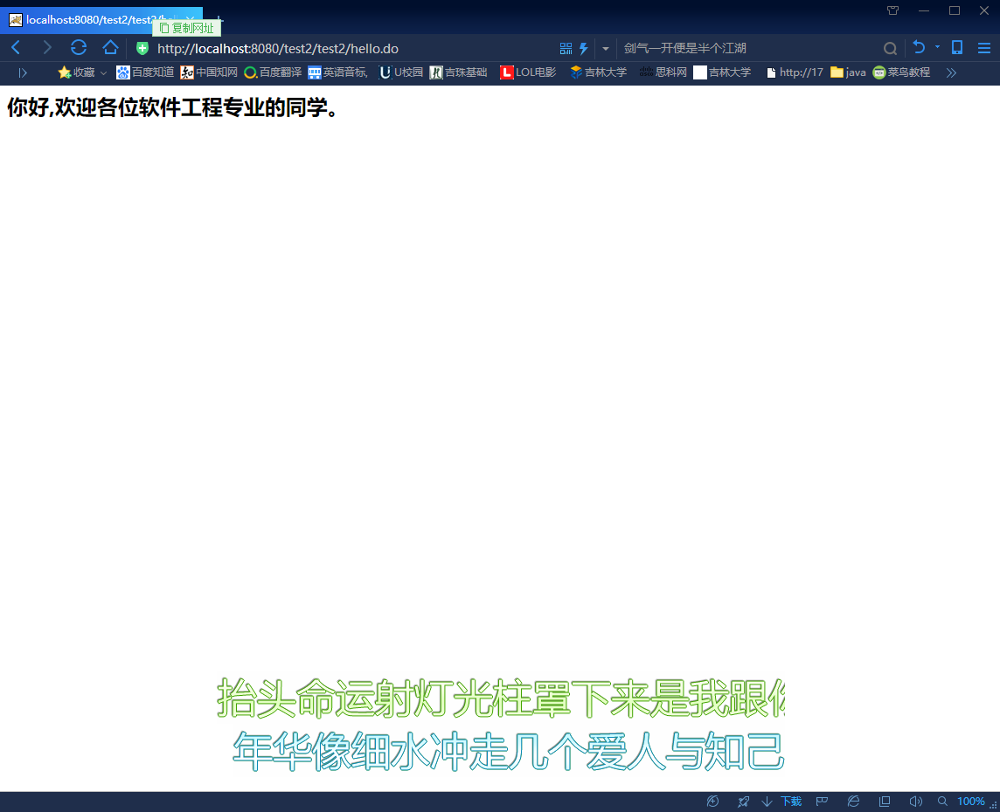 localhost:8080/test2/test2/
复制网址
http://localhost:8080/test2/test2/hello.do
剑气一开便是半个江湖
收藏 百度知道 中国知网 百度翻译 英语音标, U校园 吉珠基础 LOL电影 吉林大学 思科网 吉林大学 http://17 java 菜鸟教程
你好,欢迎各位软件工程专业的同学。
抬头命运射灯光柱罩下来是我跟你
年华像细水冲走几个爱人与知己
下载 100%